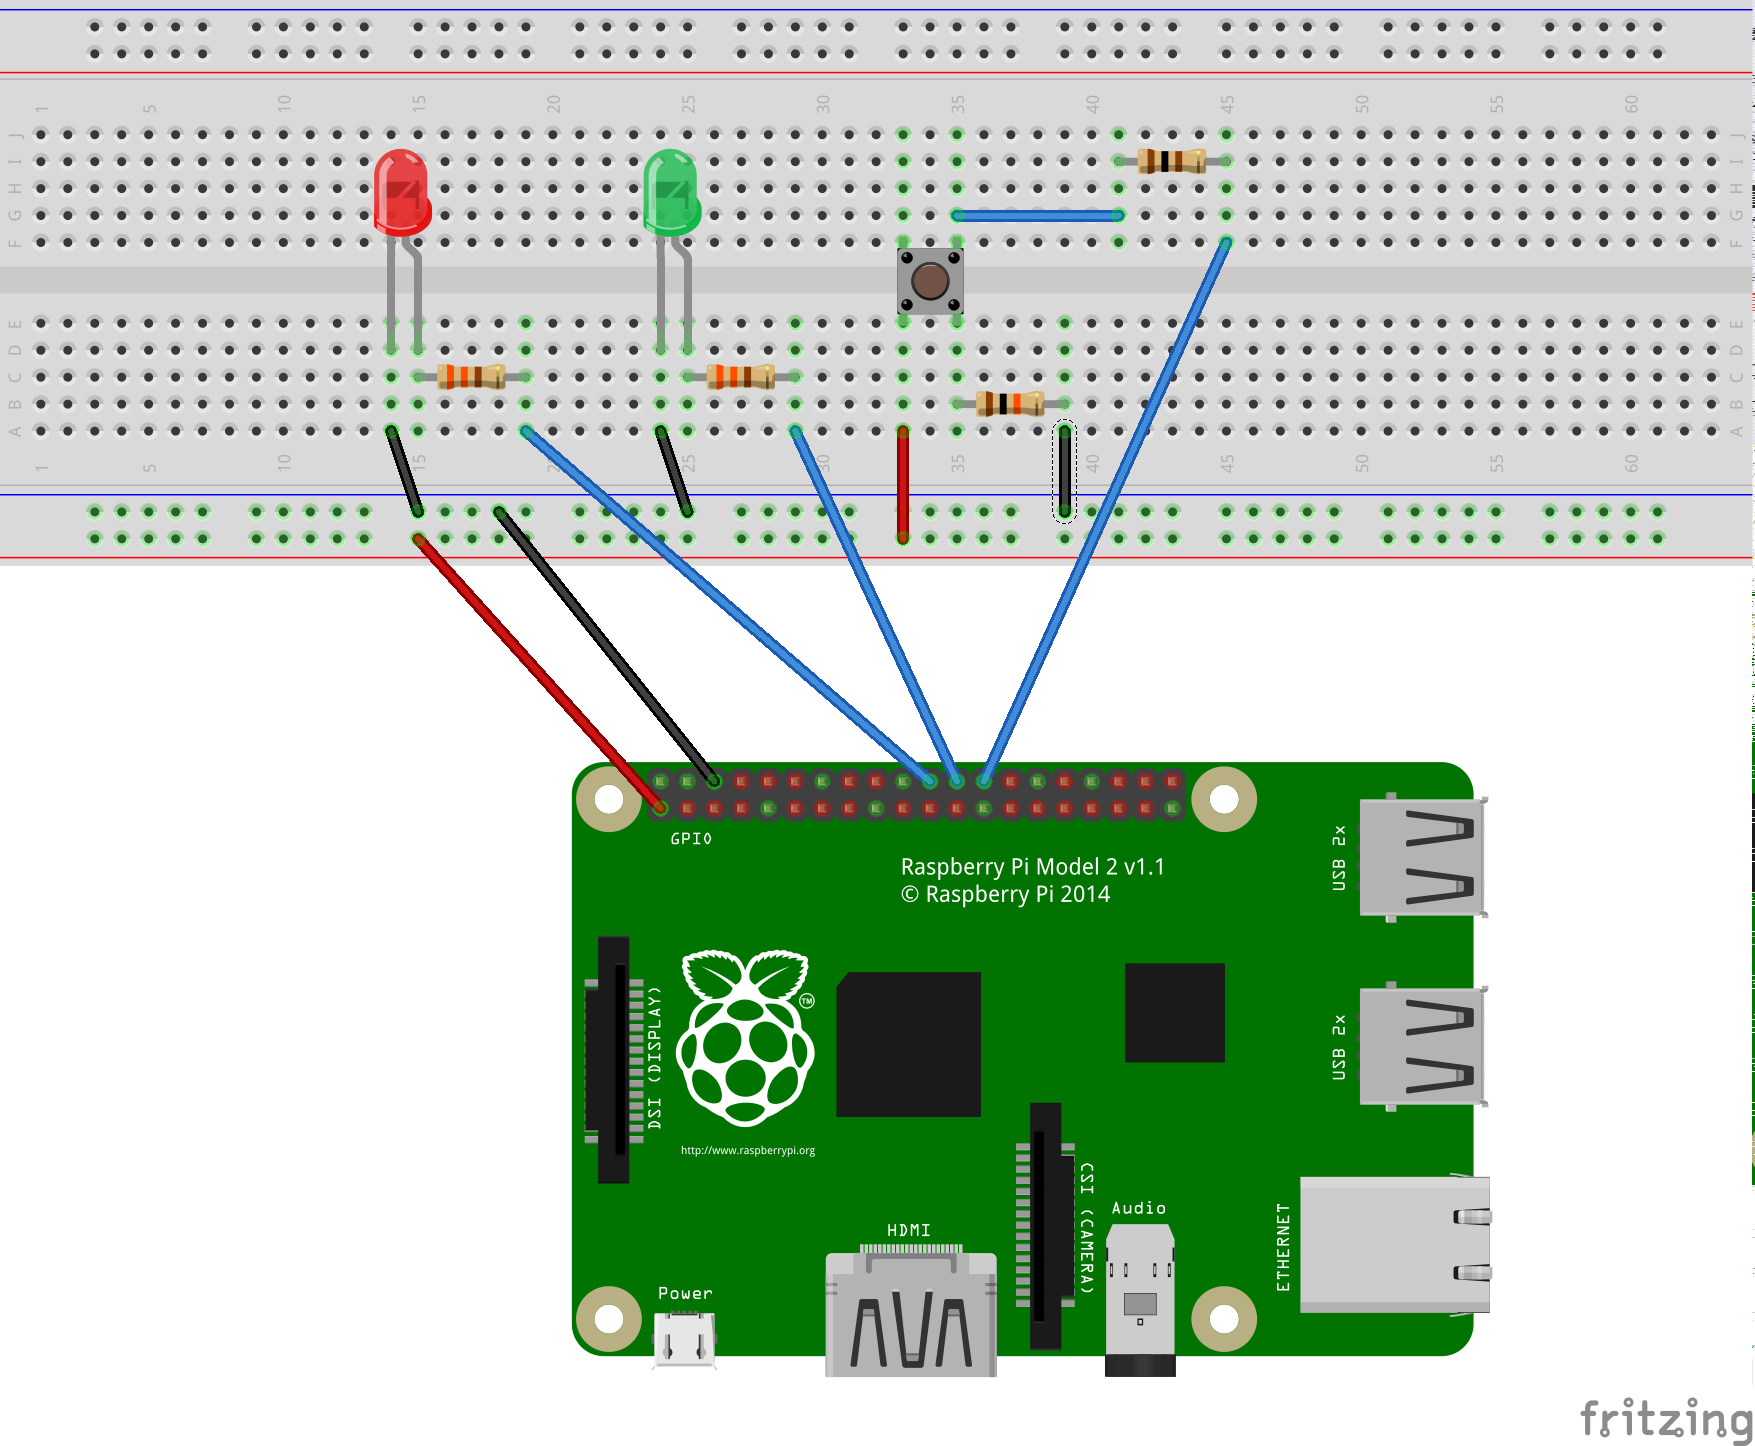 1 5 10 15 20 25 30 35 40 45 50 55 60
J J
I I
H H
G G
F F
E E
D D
C C
B B
A A
1 5 10 15 20 25 30 35 40 45 50 55 60
GPIO
Raspberry Pi Model 2 v1.1
© Raspberry Pi 2014
USB 2x
DSI (DISPLAY)
TM
USB 2x
http://www.raspberrypi.org
CSI (CAMERA)
Audio
HDMI
ETHERNET
Power
fritzing